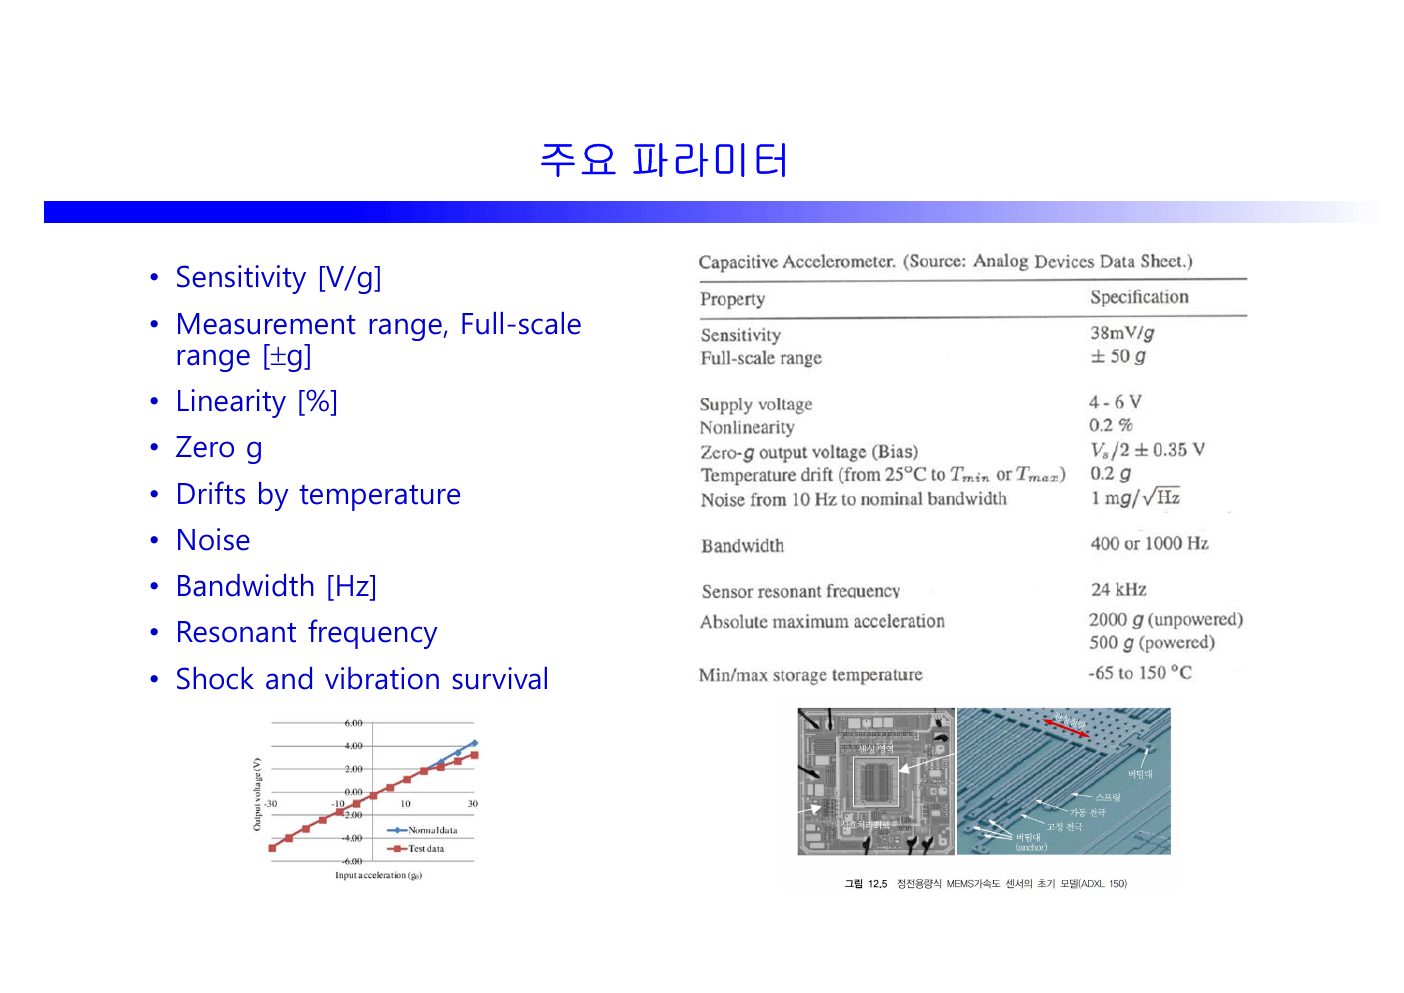 주요 파라미터
• Sensitivity [V/g]
• Measurement range, Full-scale
range [±g]
• Linearity [%]
• Zero g
• Drifts by temperature
• Noise
• Bandwidth [Hz]
• Resonant frequency
• Shock and vibration survival
6.00
4.00
2.00
0.00
-2.00
-4.00
-6.00
-30 -10 10 30
Output voltage (V)
Normal data
Test data
Input acceleration (g₀)
Capacitive Accelerometer. (Source: Analog Devices Data Sheet.)
Property Specification
Sensitivity 38mV/g
Full-scale range ± 50 g
Supply voltage 4 - 6 V
Nonlinearity 0.2 %
Zero-g output voltage (Bias) Vs/2 ± 0.35 V
Temperature drift (from 25°C to Tmin or Tmax) 0.2 g
Noise from 10 Hz to nominal bandwidth 1 mg/√Hz
Bandwidth 400 or 1000 Hz
Sensor resonant frequency 24 kHz
Absolute maximum acceleration 2000 g (unpowered)
500 g (powered)
Min/max storage temperature -65 to 150 °C
영역
신호처리회로
버팀대
스프링
가동 전극
고정 전극
버팀대
(anchor)
그림 12.5 정전용량식 MEMS가속도 센서의 초기 모델(ADXL 150)